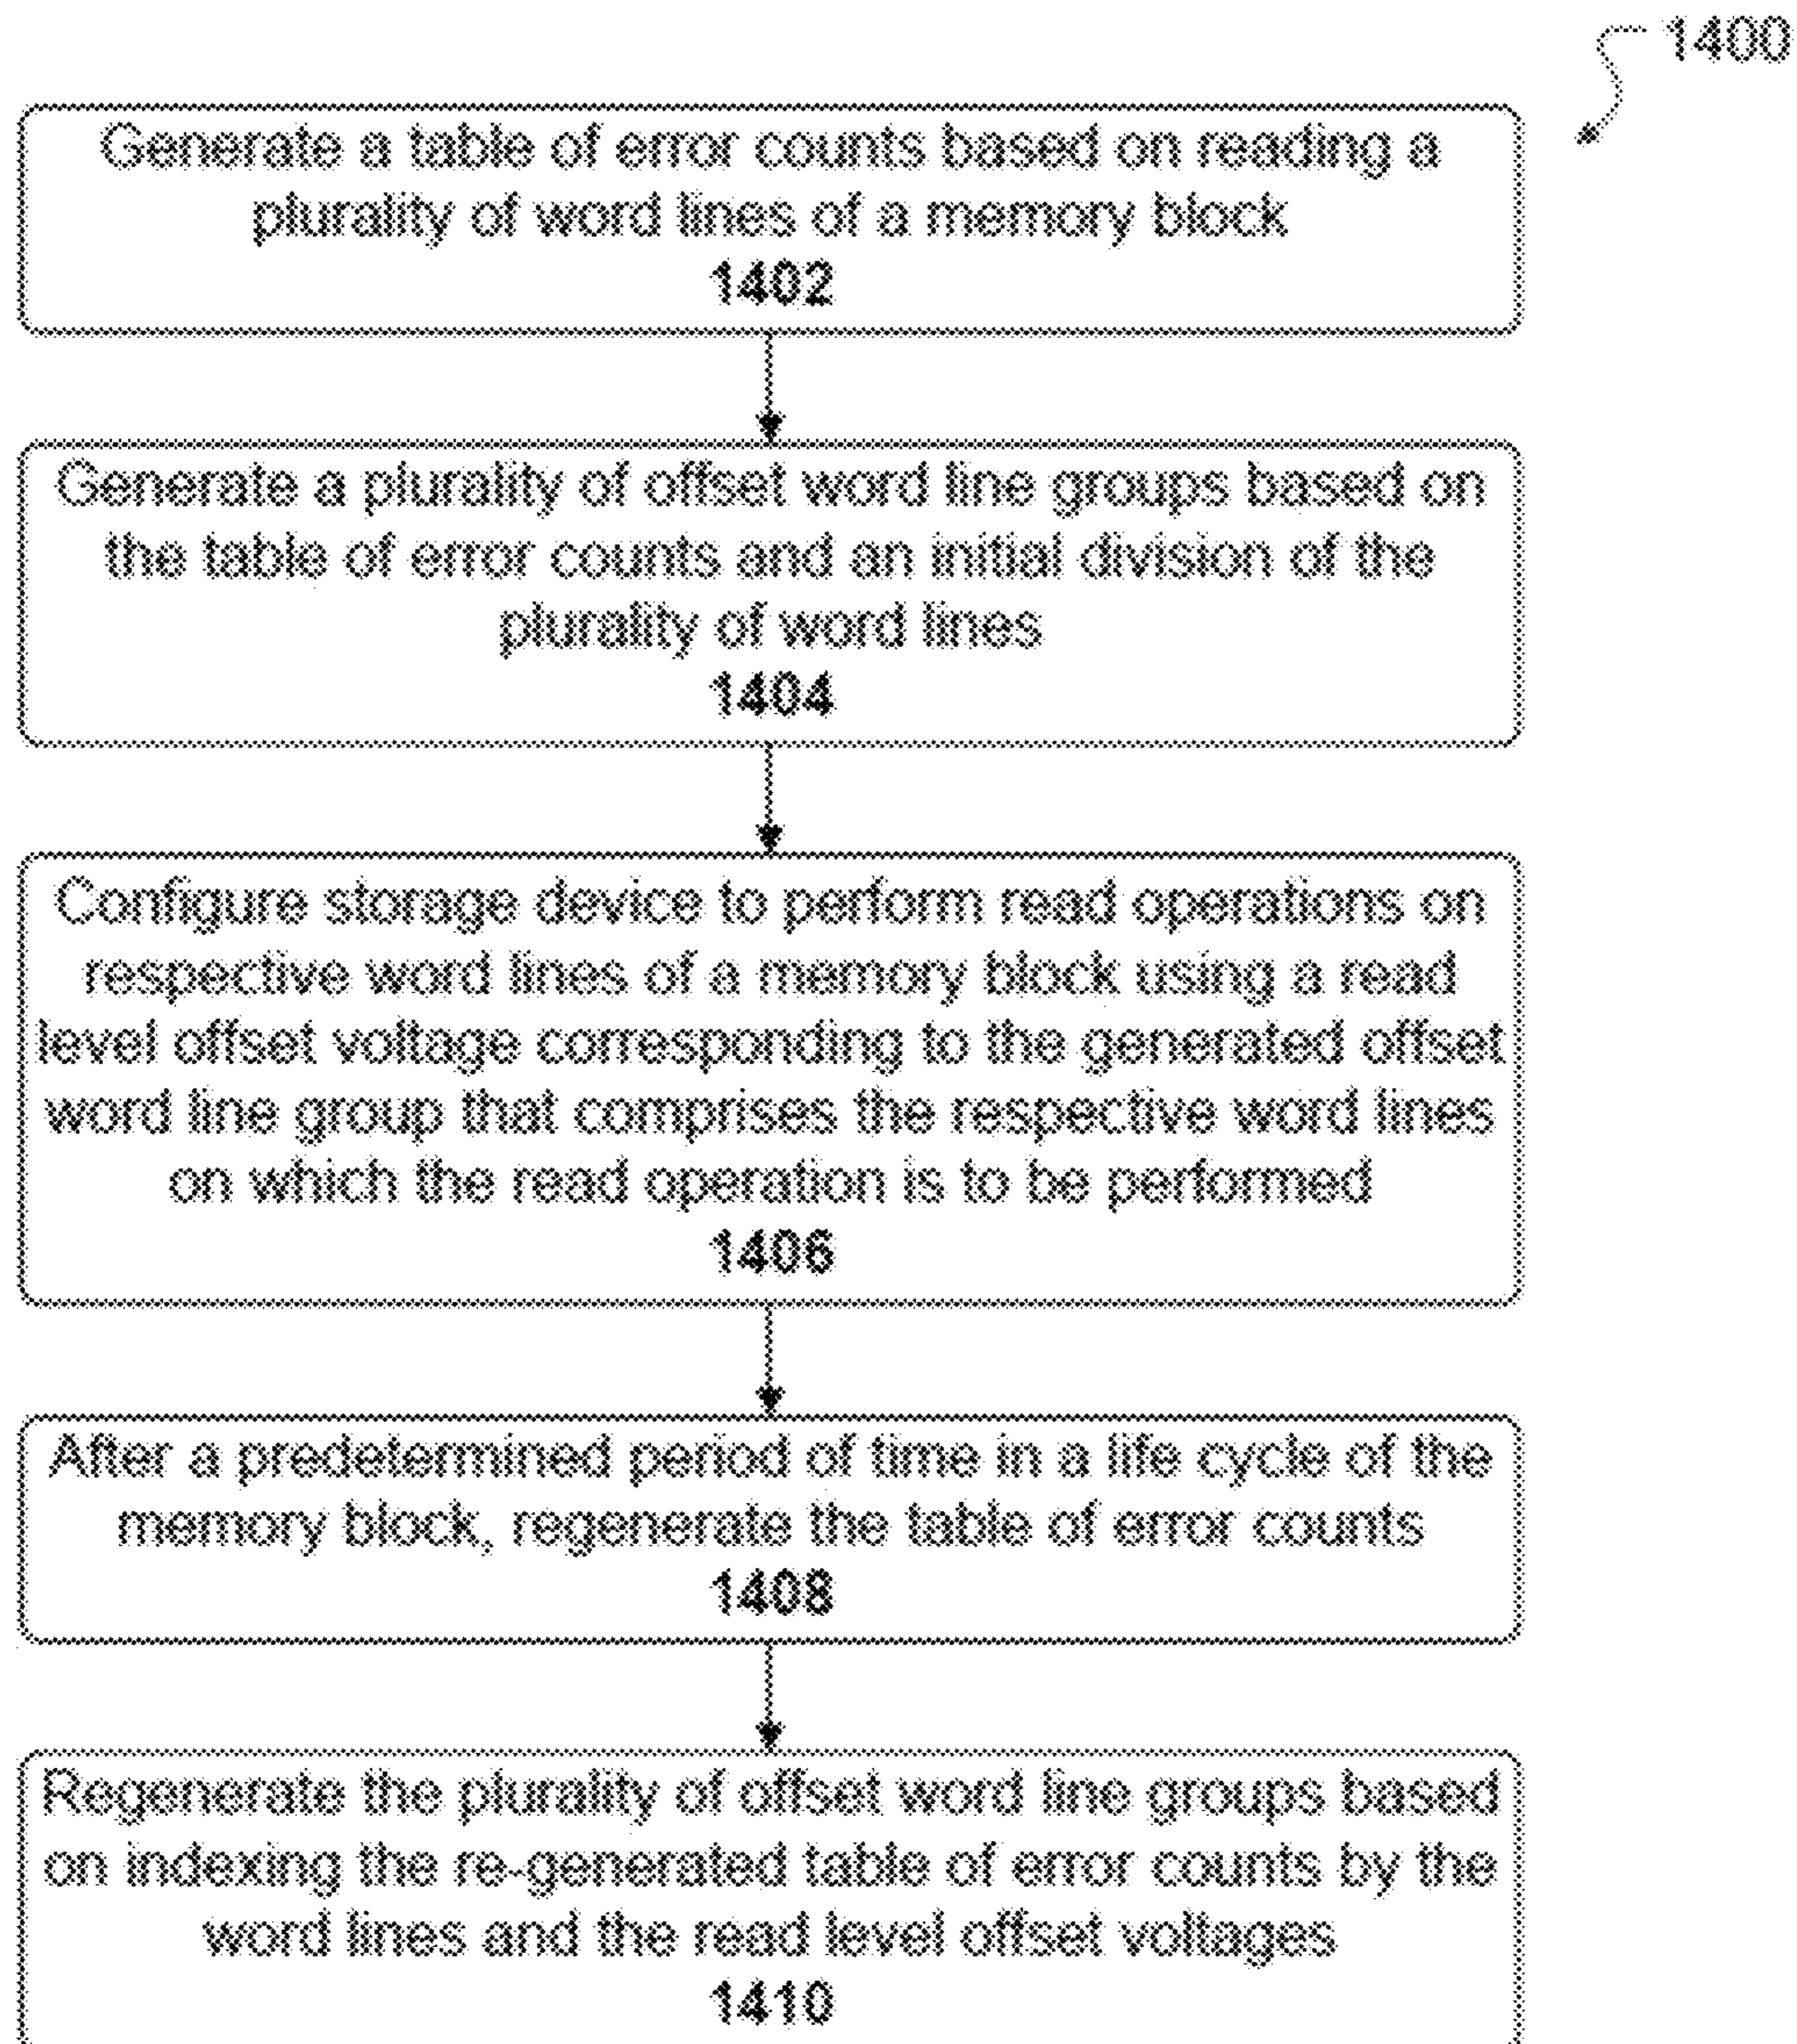 1400
Generate a table of error counts based on reading a
plurality of word lines of a memory block
1402
Generate a plurality of offset word line groups based on
the table of error counts and an initial division of the
plurality of word lines
1404
Configure storage device to perform read operations on
respective word lines of a memory block using a read
level offset voltage corresponding to the generated offset
word line group that comprises the respective word lines
on which the read operation is to be performed
1406
After a predetermined period of time in a life cycle of the
memory block, regenerate the table of error counts
1408
Regenerate the plurality of offset word line groups based
on indexing the re-generated table of error counts by the
word lines and the read level offset voltages
1410